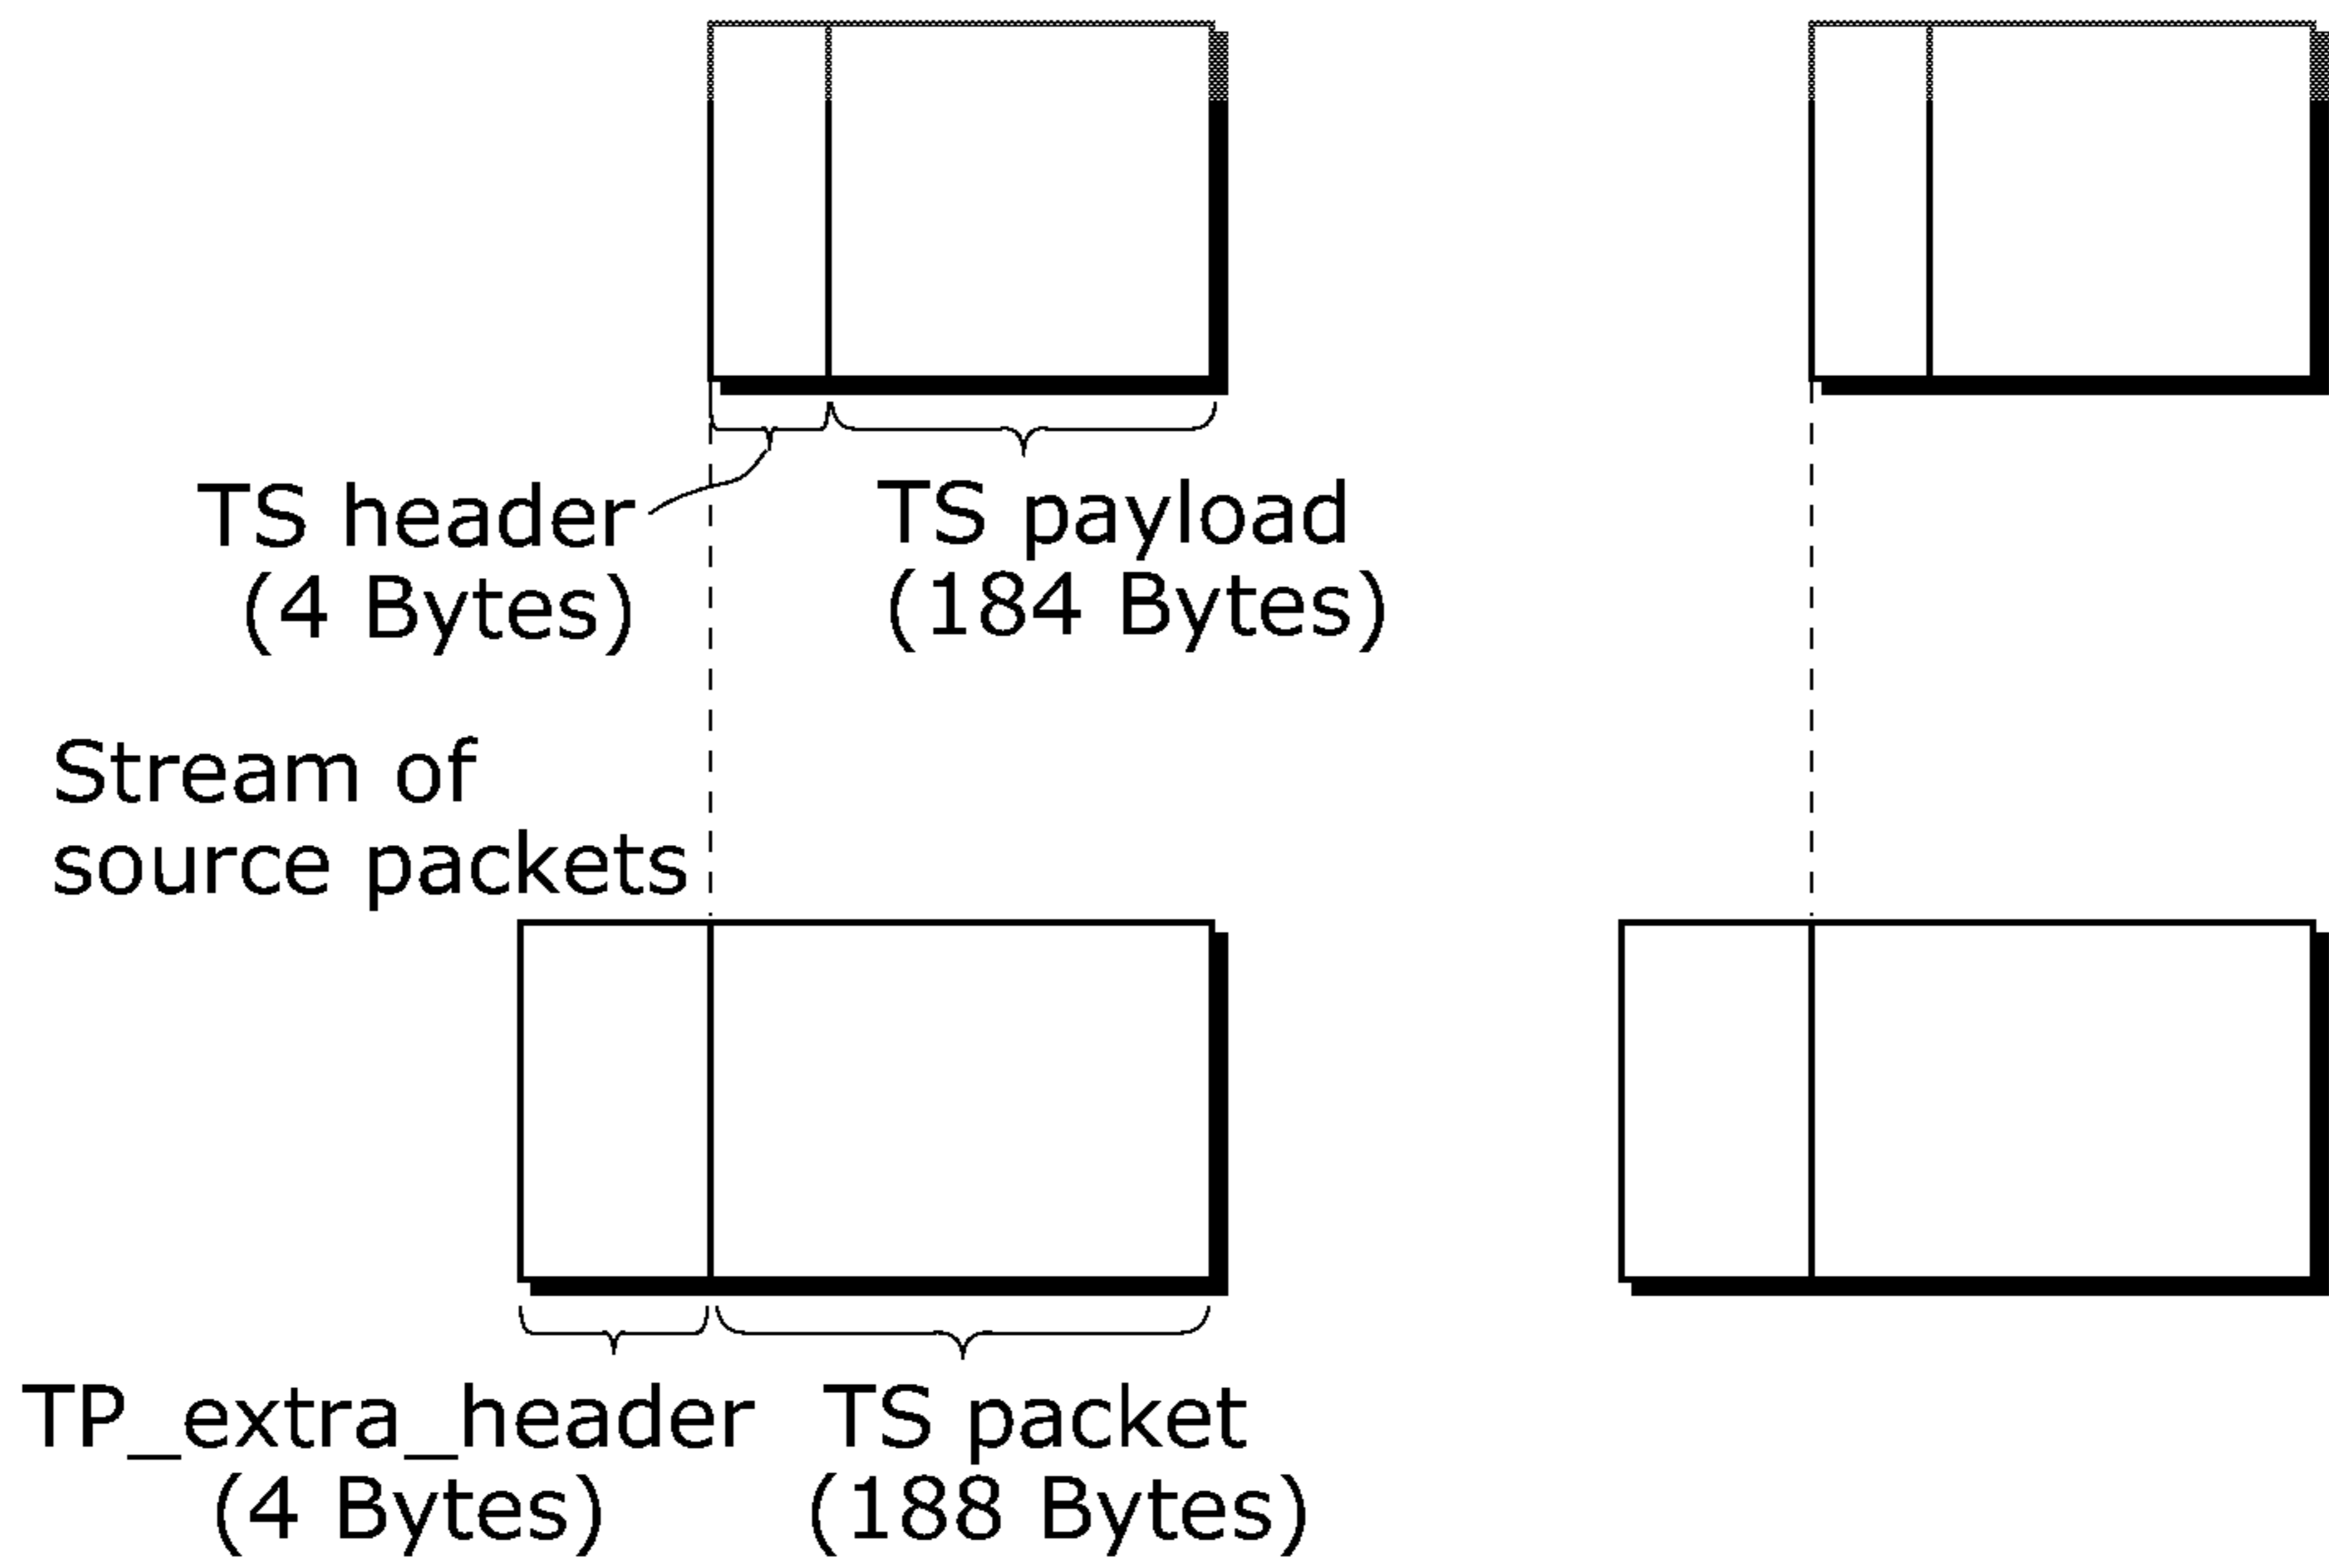 TS header
(4 Bytes)
TS payload
(184 Bytes)
Stream of
source packets
TP_extra_header
(4 Bytes)
TS packet
(188 Bytes)